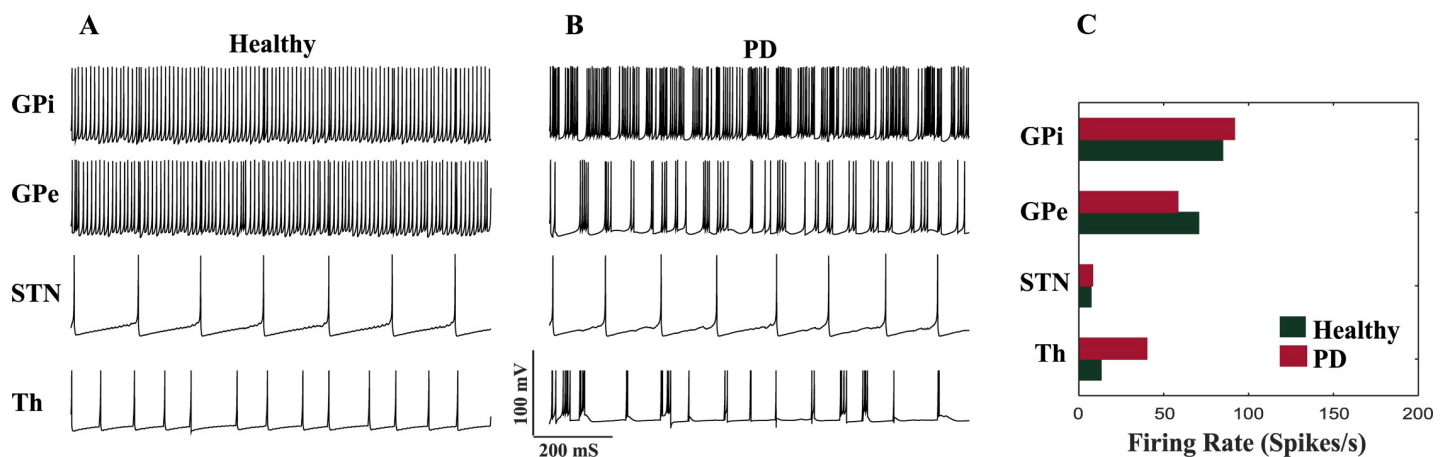 A
Healthy
GPi
GPe
STN
Th
B
PD
100 mV
200 mS
C
GPi
GPe
STN
Th
Healthy
PD
0 50 100 150 200
Firing Rate (Spikes/s)